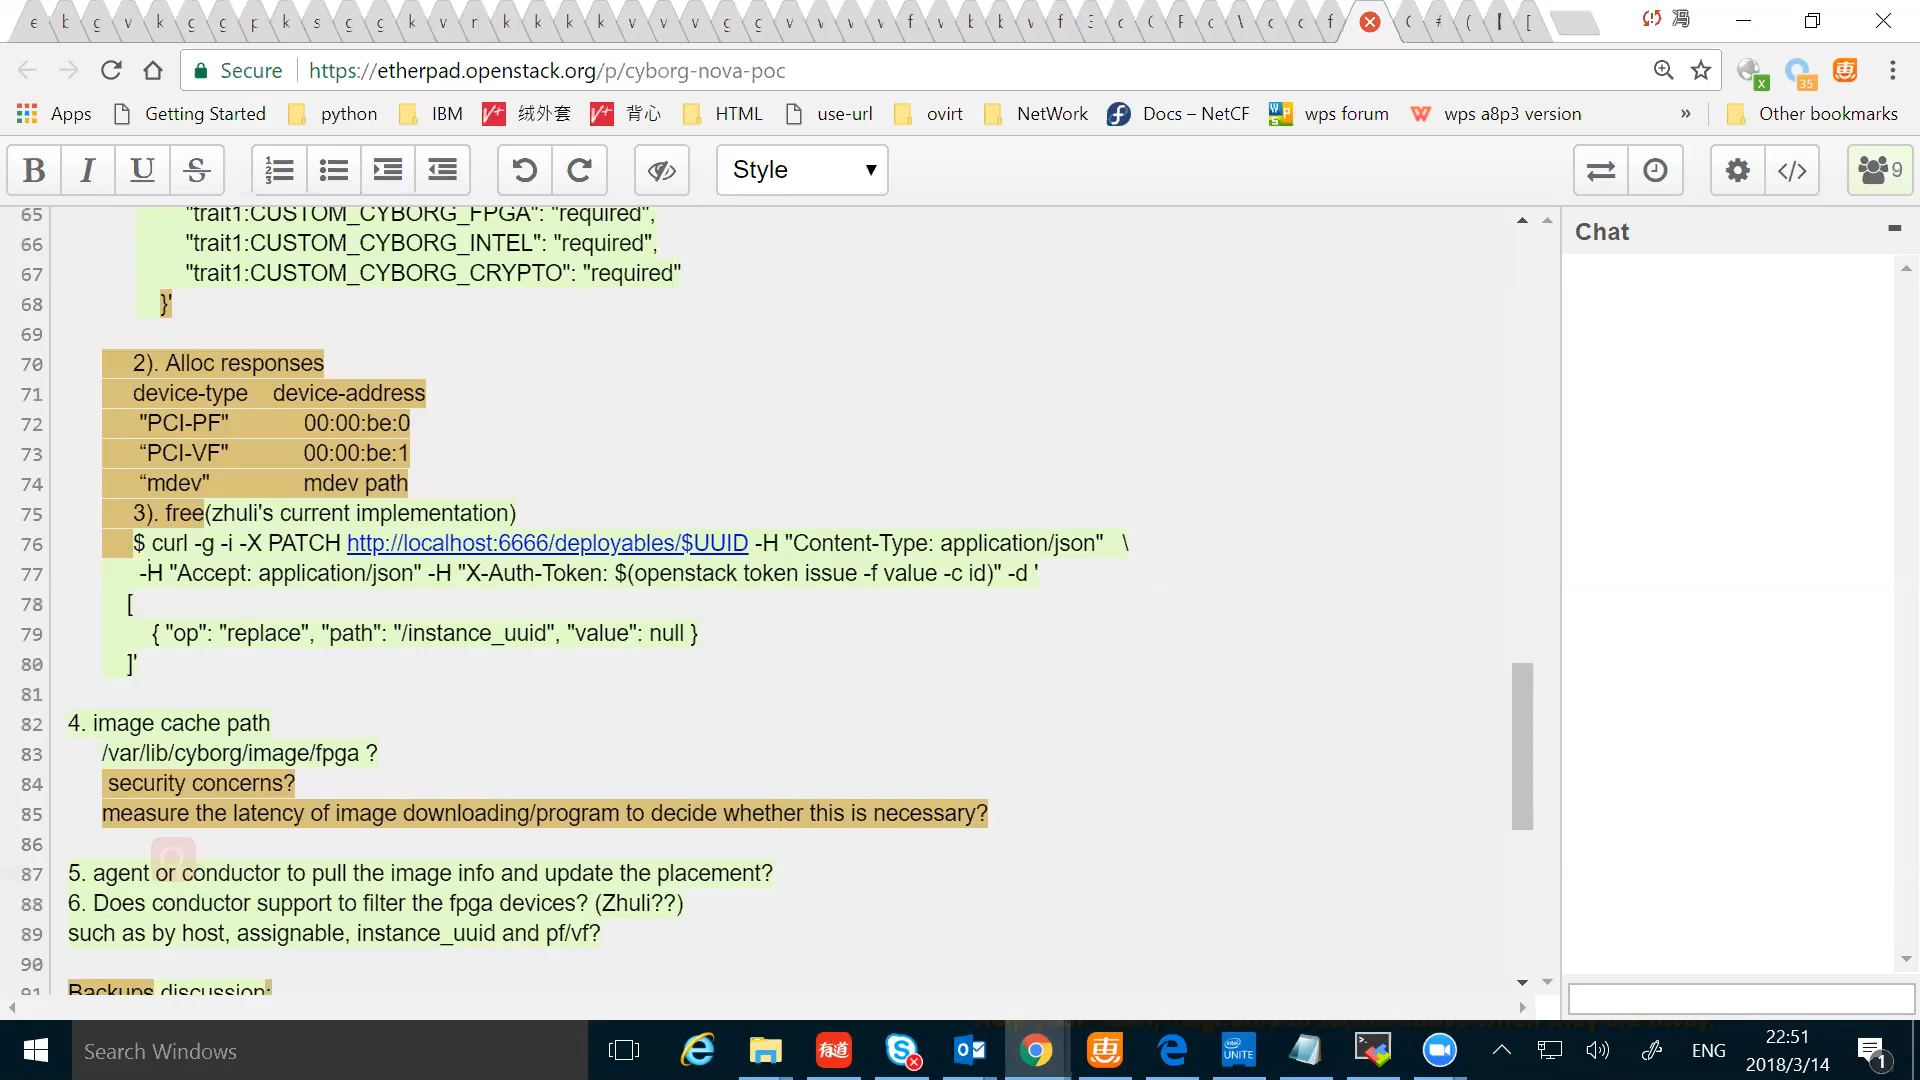 Secure
https://etherpad.openstack.org/p/cyborg-nova-poc
35
Apps
Getting Started
python
IBM
绒外套
背心
HTML
use-url
ovirt
NetWork
Docs – NetCF
wps forum
wps a8p3 version
»
Other bookmarks
B I U S
Style
9
65 "trait1:CUSTOM_CYBORG_FPGA": "required",
66 "trait1:CUSTOM_CYBORG_INTEL": "required",
67 "trait1:CUSTOM_CYBORG_CRYPTO": "required"
68 }'
69
70 2). Alloc responses
71 device-type device-address
72 "PCI-PF" 00:00:be:0
73 “PCI-VF" 00:00:be:1
74 “mdev" mdev path
75 3). free(zhuli's current implementation)
76 $ curl -g -i -X PATCH http://localhost:6666/deployables/$UUID -H "Content-Type: application/json" \
77 -H "Accept: application/json" -H "X-Auth-Token: $(openstack token issue -f value -c id)" -d '
78 [
79 { "op": "replace", "path": "/instance_uuid", "value": null }
80 ]'
81
82 4. image cache path
83 /var/lib/cyborg/image/fpga ?
84 security concerns?
85 measure the latency of image downloading/program to decide whether this is necessary?
86
87 5. agent or conductor to pull the image info and update the placement?
88 6. Does conductor support to filter the fpga devices? (Zhuli??)
89 such as by host, assignable, instance_uuid and pf/vf?
90
91 Backups discussion:
Chat
Search Windows
有道
惠
UNITE
ENG
22:51
2018/3/14
1